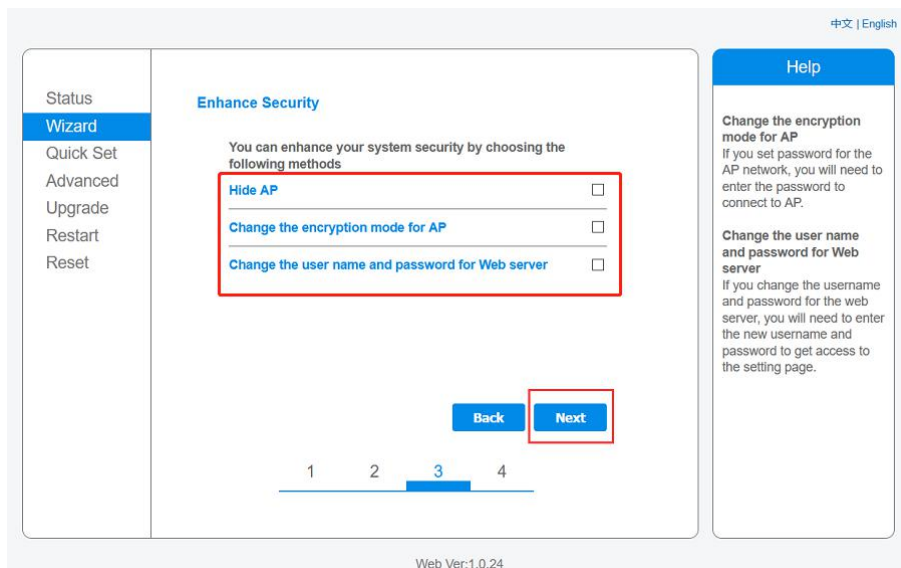 中文 | English
Status
Wizard
Quick Set
Advanced
Upgrade
Restart
Reset
Enhance Security
You can enhance your system security by choosing the
following methods
Hide AP
Change the encryption mode for AP
Change the user name and password for Web server
Back
Next
1 2 3 4
Help
Change the encryption
mode for AP
If you set password for the
AP network, you will need to
enter the password to
connect to AP.
Change the user name
and password for Web
server
If you change the username
and password for the web
server, you will need to enter
the new username and
password to get access to
the setting page.
Web Ver:1.0.24